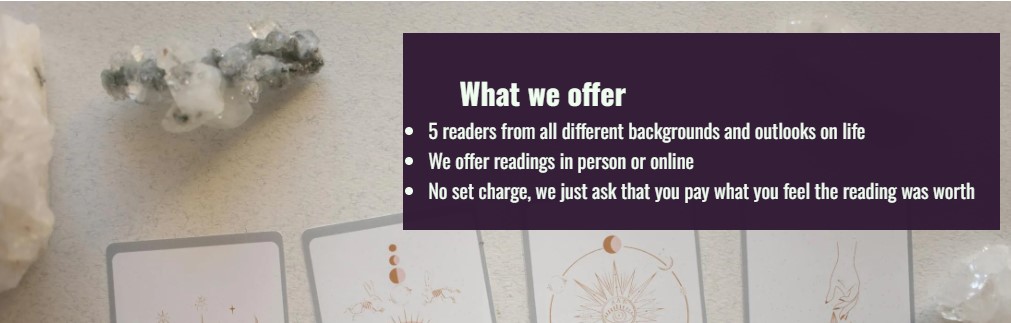 What we offer
5 readers from all different backgrounds and outlooks on life
We offer readings in person or online
No set charge, we just ask that you pay what you feel the reading was worth